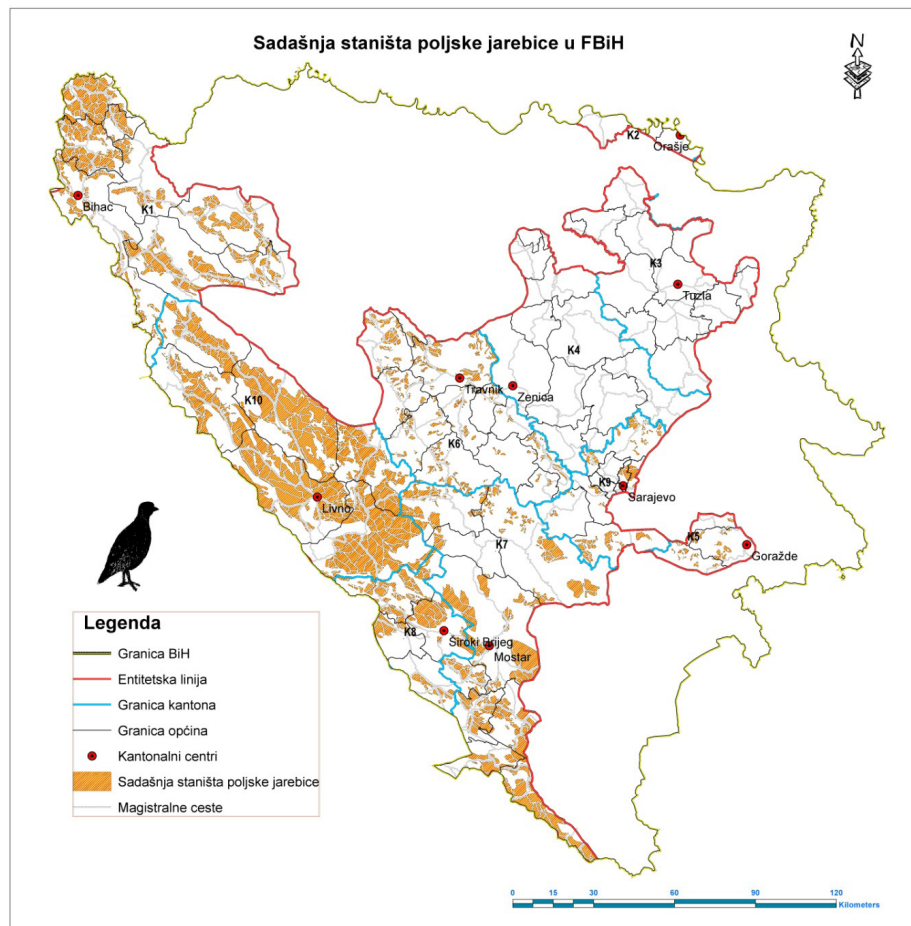 Sadašnja staništa poljske jarebice u FBiH
N
K2
Orašje
Bihac
K1
K3
Tuzla
K4
Travnik
Zenica
K10
K6
K9
Sarajevo
Livno
K7
K5
Goražde
K8
Široki Brijeg
Mostar
Legenda
Granica BiH
Entitetska linija
Granica kantona
Granica općina
Kantonalni centri
Sadašnja staništa poljske jarebice
Magistralne ceste
0 15 30 60 90 120
Kilometers